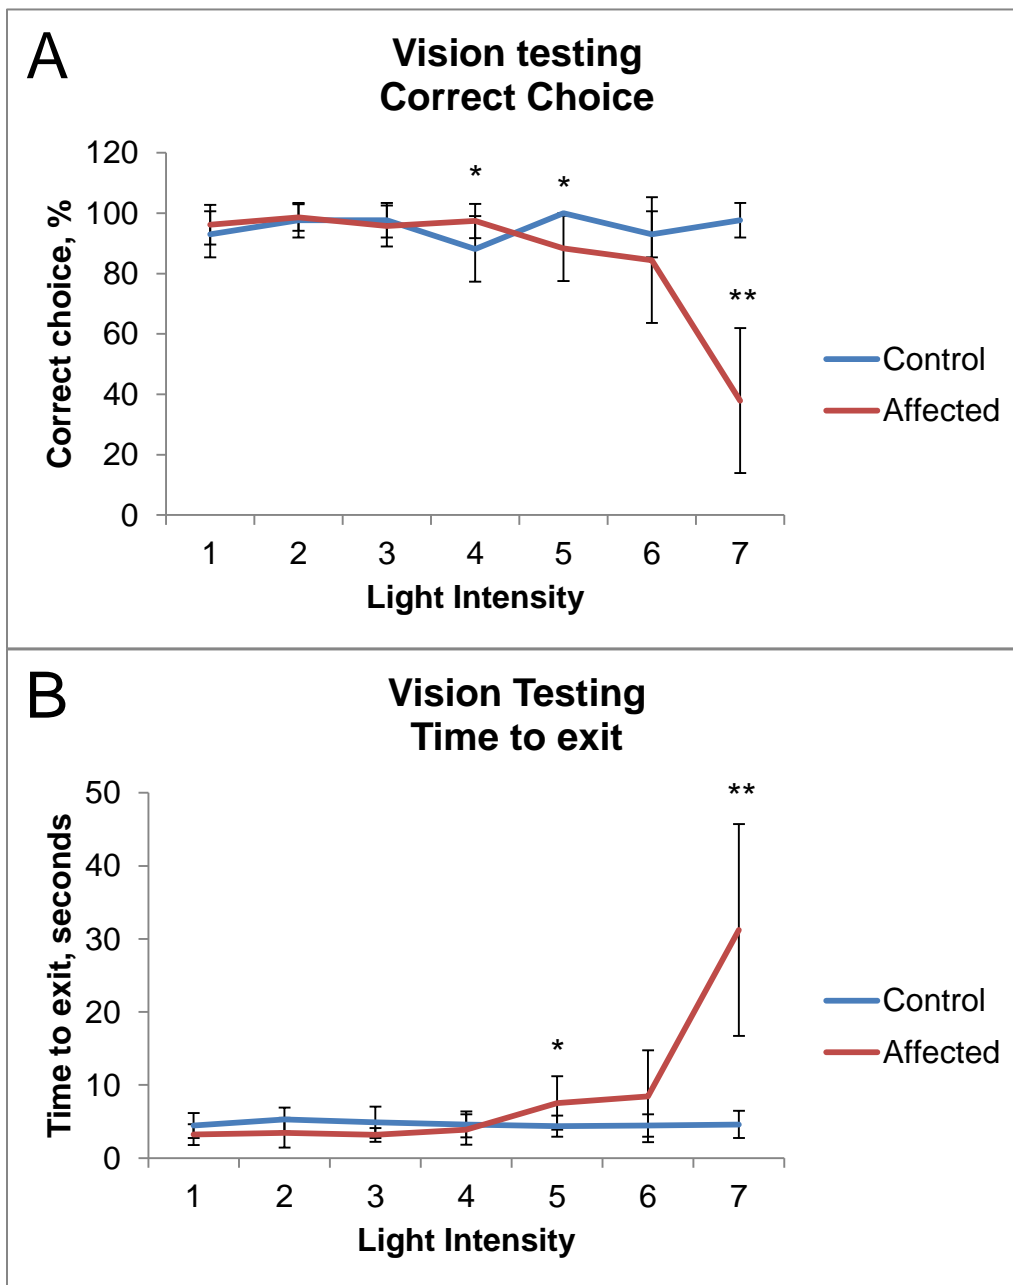 A
Vision testing
Correct Choice
120
100
80
60
40
20
0
Correct choice, %
*
*
**
1 2 3 4 5 6 7
Light Intensity
Control
Affected
B
Vision Testing
Time to exit
50
40
30
20
10
0
Time to exit, seconds
*
**
1 2 3 4 5 6 7
Light Intensity
Control
Affected